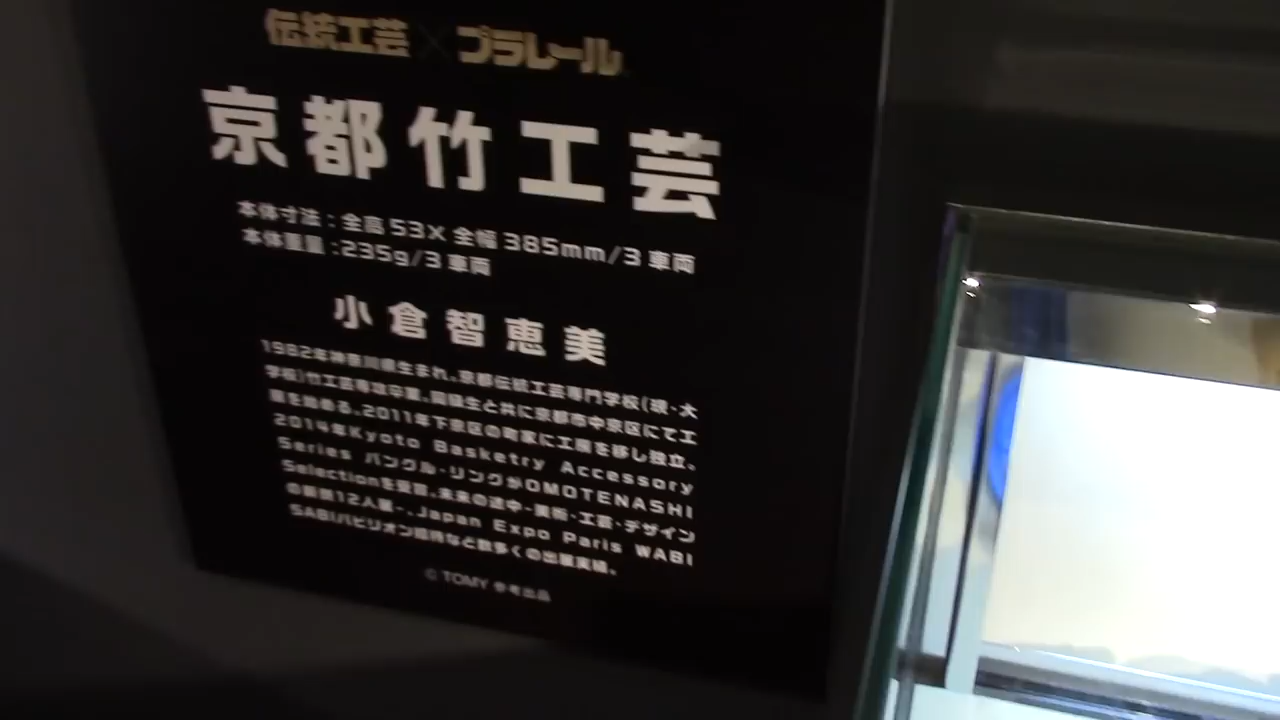 伝統工芸×プラレール
京都竹工芸
本体寸法:全高53×全幅385mm/3車両
本体重量:235g/3車両
小倉智恵美
1982年神奈川県生まれ。京都伝統工芸専門学校(現・大
学校)竹工芸専攻卒業。同級生と共に京都市中京区にて工
房を始める。2011年下京区の町家に工房を移し独立。
2014年Kyoto Basketry Accessory
Series バングル・リングがOMOTENASHI
Selectionを受賞。未来の途中-美術・工芸・デザイン
の新鋭12人展-、Japan Expo Paris WABI
SABIパビリオン招待など数多くの出展実績。
© TOMY 参考出品